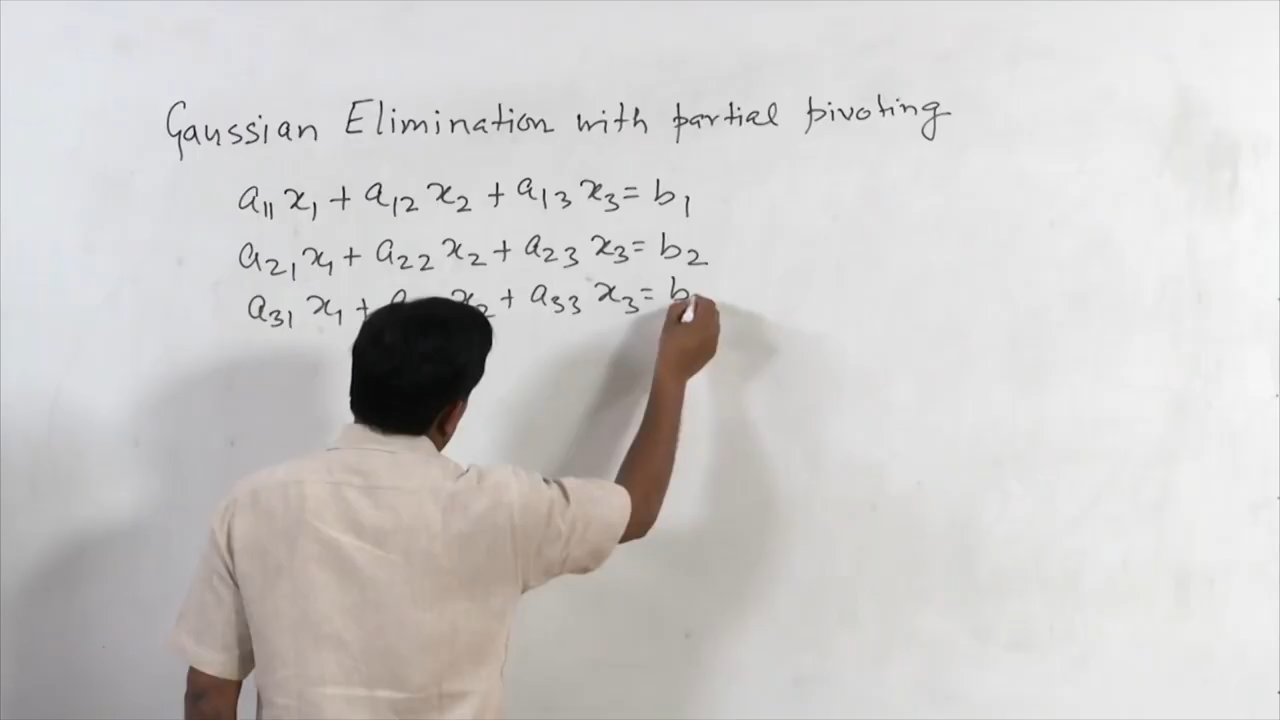 Gaussian Elimination with partial pivoting
a₁₁ x₁ + a₁₂ x₂ + a₁₃ x₃ = b₁
a₂₁ x₁ + a₂₂ x₂ + a₂₃ x₃ = b₂
a₃₁ x₁ + x₂ + a₃₃ x₃ = b